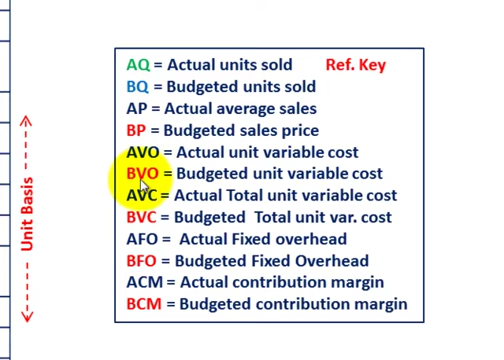 AQ = Actual units sold Ref. Key
BQ = Budgeted units sold
AP = Actual average sales
BP = Budgeted sales price
AVO = Actual unit variable cost
BVO = Budgeted unit variable cost
AVC = Actual Total unit variable cost
BVC = Budgeted Total unit var. cost
AFO = Actual Fixed overhead
BFO = Budgeted Fixed Overhead
ACM = Actual contribution margin
BCM = Budgeted contribution margin
Unit Basis